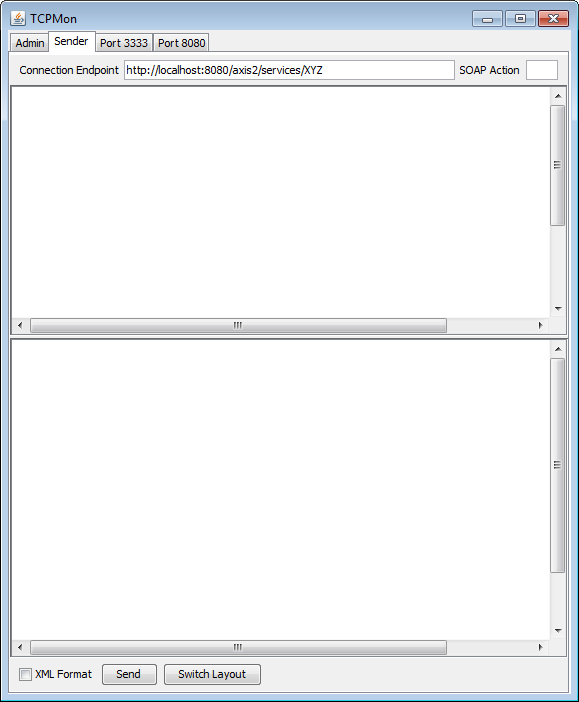 TCPMon
Admin Sender Port 3333 Port 8080
Connection Endpoint http://localhost:8080/axis2/services/XYZ SOAP Action
XML Format Send Switch Layout